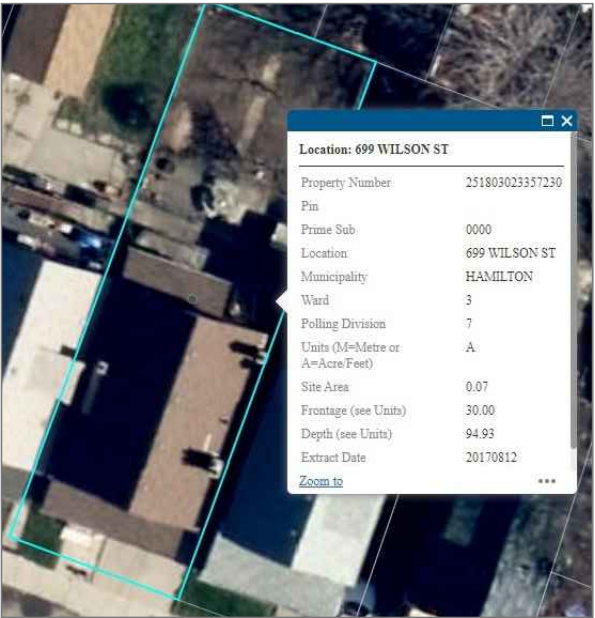 Location: 699 WILSON ST
Property Number 251803023357230
Pin
Prime Sub 0000
Location 699 WILSON ST
Municipality HAMILTON
Ward 3
Polling Division 7
Units (M=Metre or A
A=Acre/Feet)
Site Area 0.07
Frontage (see Units) 30.00
Depth (see Units) 94.93
Extract Date 20170812
Zoom to